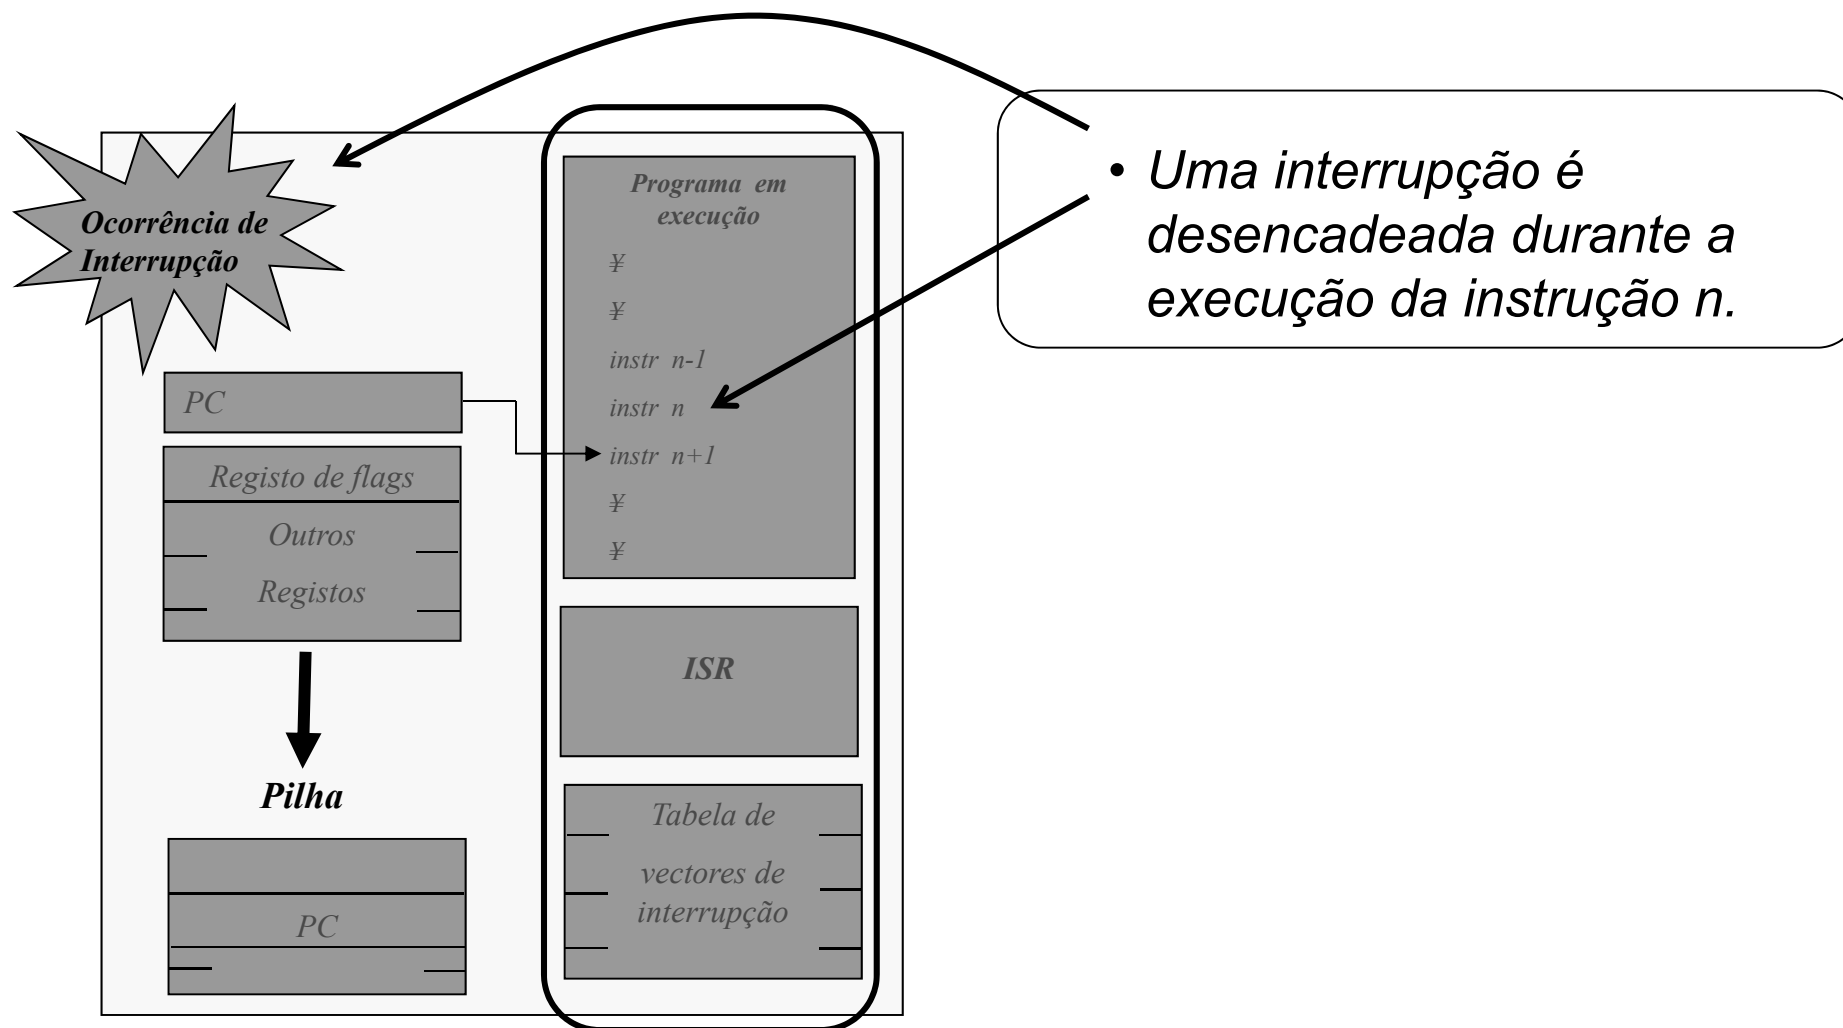 Ocorrência de
Interrupção
PC
Registo de flags
Outros
Registos
Pilha
PC
Programa em
execução
¥
¥
instr n-1
instr n
instr n+1
¥
¥
ISR
Tabela de
vectores de
interrupção
• Uma interrupção é
desencadeada durante a
execução da instrução n.